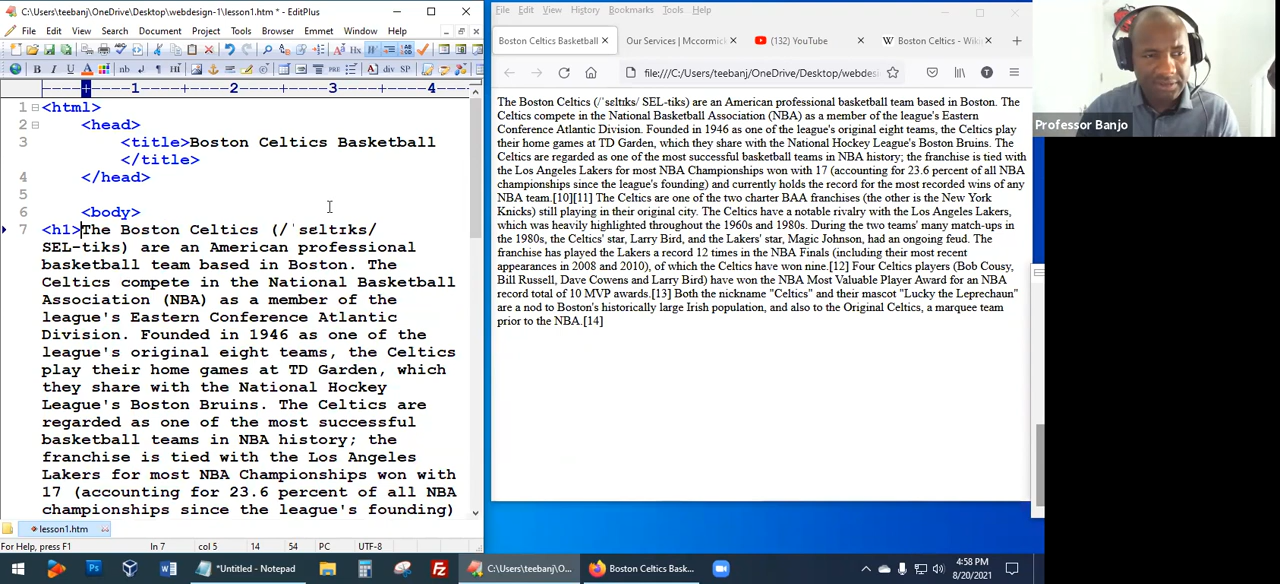 C:\Users\teebanj\OneDrive\Desktop\webdesign-1\lesson1.htm * - EditPlus
File Edit View Search Document Project Tools Browser Emmet Window Help
----+----1----+----2----+----3----+----4
1 <html>
2 <head>
3 <title>Boston Celtics Basketball
</title>
4 </head>
5
6 <body>
7 <h1>The Boston Celtics (/ˈsɛltɪks/
SEL-tiks) are an American professional
basketball team based in Boston. The
Celtics compete in the National Basketball
Association (NBA) as a member of the
league's Eastern Conference Atlantic
Division. Founded in 1946 as one of the
league's original eight teams, the Celtics
play their home games at TD Garden, which
they share with the National Hockey
League's Boston Bruins. The Celtics are
regarded as one of the most successful
basketball teams in NBA history; the
franchise is tied with the Los Angeles
Lakers for most NBA Championships won with
17 (accounting for 23.6 percent of all NBA
championships since the league's founding)
lesson1.htm
For Help, press F1 ln 7 col 5 14 54 PC UTF-8
File Edit View History Bookmarks Tools Help
Boston Celtics Basketball Our Services | Mccormick (132) YouTube Boston Celtics - Wiki
file:///C:/Users/teebanj/OneDrive/Desktop/webdesi
The Boston Celtics (/ˈsɛltɪks/ SEL-tiks) are an American professional basketball team based in Boston. The
Celtics compete in the National Basketball Association (NBA) as a member of the league's Eastern
Conference Atlantic Division. Founded in 1946 as one of the league's original eight teams, the Celtics play
their home games at TD Garden, which they share with the National Hockey League's Boston Bruins. The
Celtics are regarded as one of the most successful basketball teams in NBA history; the franchise is tied with
the Los Angeles Lakers for most NBA Championships won with 17 (accounting for 23.6 percent of all NBA
championships since the league's founding) and currently holds the record for the most recorded wins of any
NBA team.[10][11] The Celtics are one of the two charter BAA franchises (the other is the New York
Knicks) still playing in their original city. The Celtics have a notable rivalry with the Los Angeles Lakers,
which was heavily highlighted throughout the 1960s and 1980s. During the two teams' many match-ups in
the 1980s, the Celtics' star, Larry Bird, and the Lakers' star, Magic Johnson, had an ongoing feud. The
franchise has played the Lakers a record 12 times in the NBA Finals (including their most recent
appearances in 2008 and 2010), of which the Celtics have won nine.[12] Four Celtics players (Bob Cousy,
Bill Russell, Dave Cowens and Larry Bird) have won the NBA Most Valuable Player Award for an NBA
record total of 10 MVP awards.[13] Both the nickname "Celtics" and their mascot "Lucky the Leprechaun"
are a nod to Boston's historically large Irish population, and also to the Original Celtics, a marquee team
prior to the NBA.[14]
Professor Banjo
*Untitled - Notepad C:\Users\teebanj\O... Boston Celtics Bask... 4:58 PM
8/20/2021